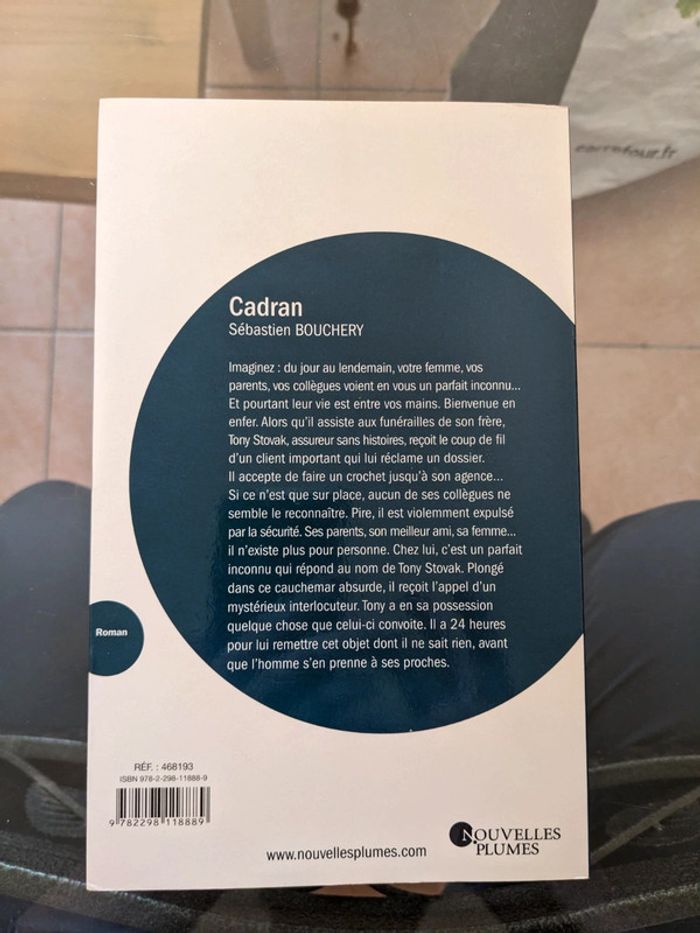 carrefour.fr
Cadran
Sébastien BOUCHERY
Imaginez : du jour au lendemain, votre femme, vos
parents, vos collègues voient en vous un parfait inconnu...
Et pourtant leur vie est entre vos mains. Bienvenue en
enfer. Alors qu'il assiste aux funérailles de son frère,
Tony Stovak, assureur sans histoires, reçoit le coup de fil
d'un client important qui lui réclame un dossier.
Il accepte de faire un crochet jusqu'à son agence...
Si ce n'est que sur place, aucun de ses collègues ne
semble le reconnaître. Pire, il est violemment expulsé
par la sécurité. Ses parents, son meilleur ami, sa femme...
il n'existe plus pour personne. Chez lui, c'est un parfait
inconnu qui répond au nom de Tony Stovak. Plongé
dans ce cauchemar absurde, il reçoit l'appel d'un
mystérieux interlocuteur. Tony a en sa possession
quelque chose que celui-ci convoite. Il a 24 heures
pour lui remettre cet objet dont il ne sait rien, avant
que l'homme s'en prenne à ses proches.
Roman
RÉF. : 468193
ISBN 978-2-298-11888-9
9 782298 118889
www.nouvellesplumes.com
NOUVELLES
PLUMES